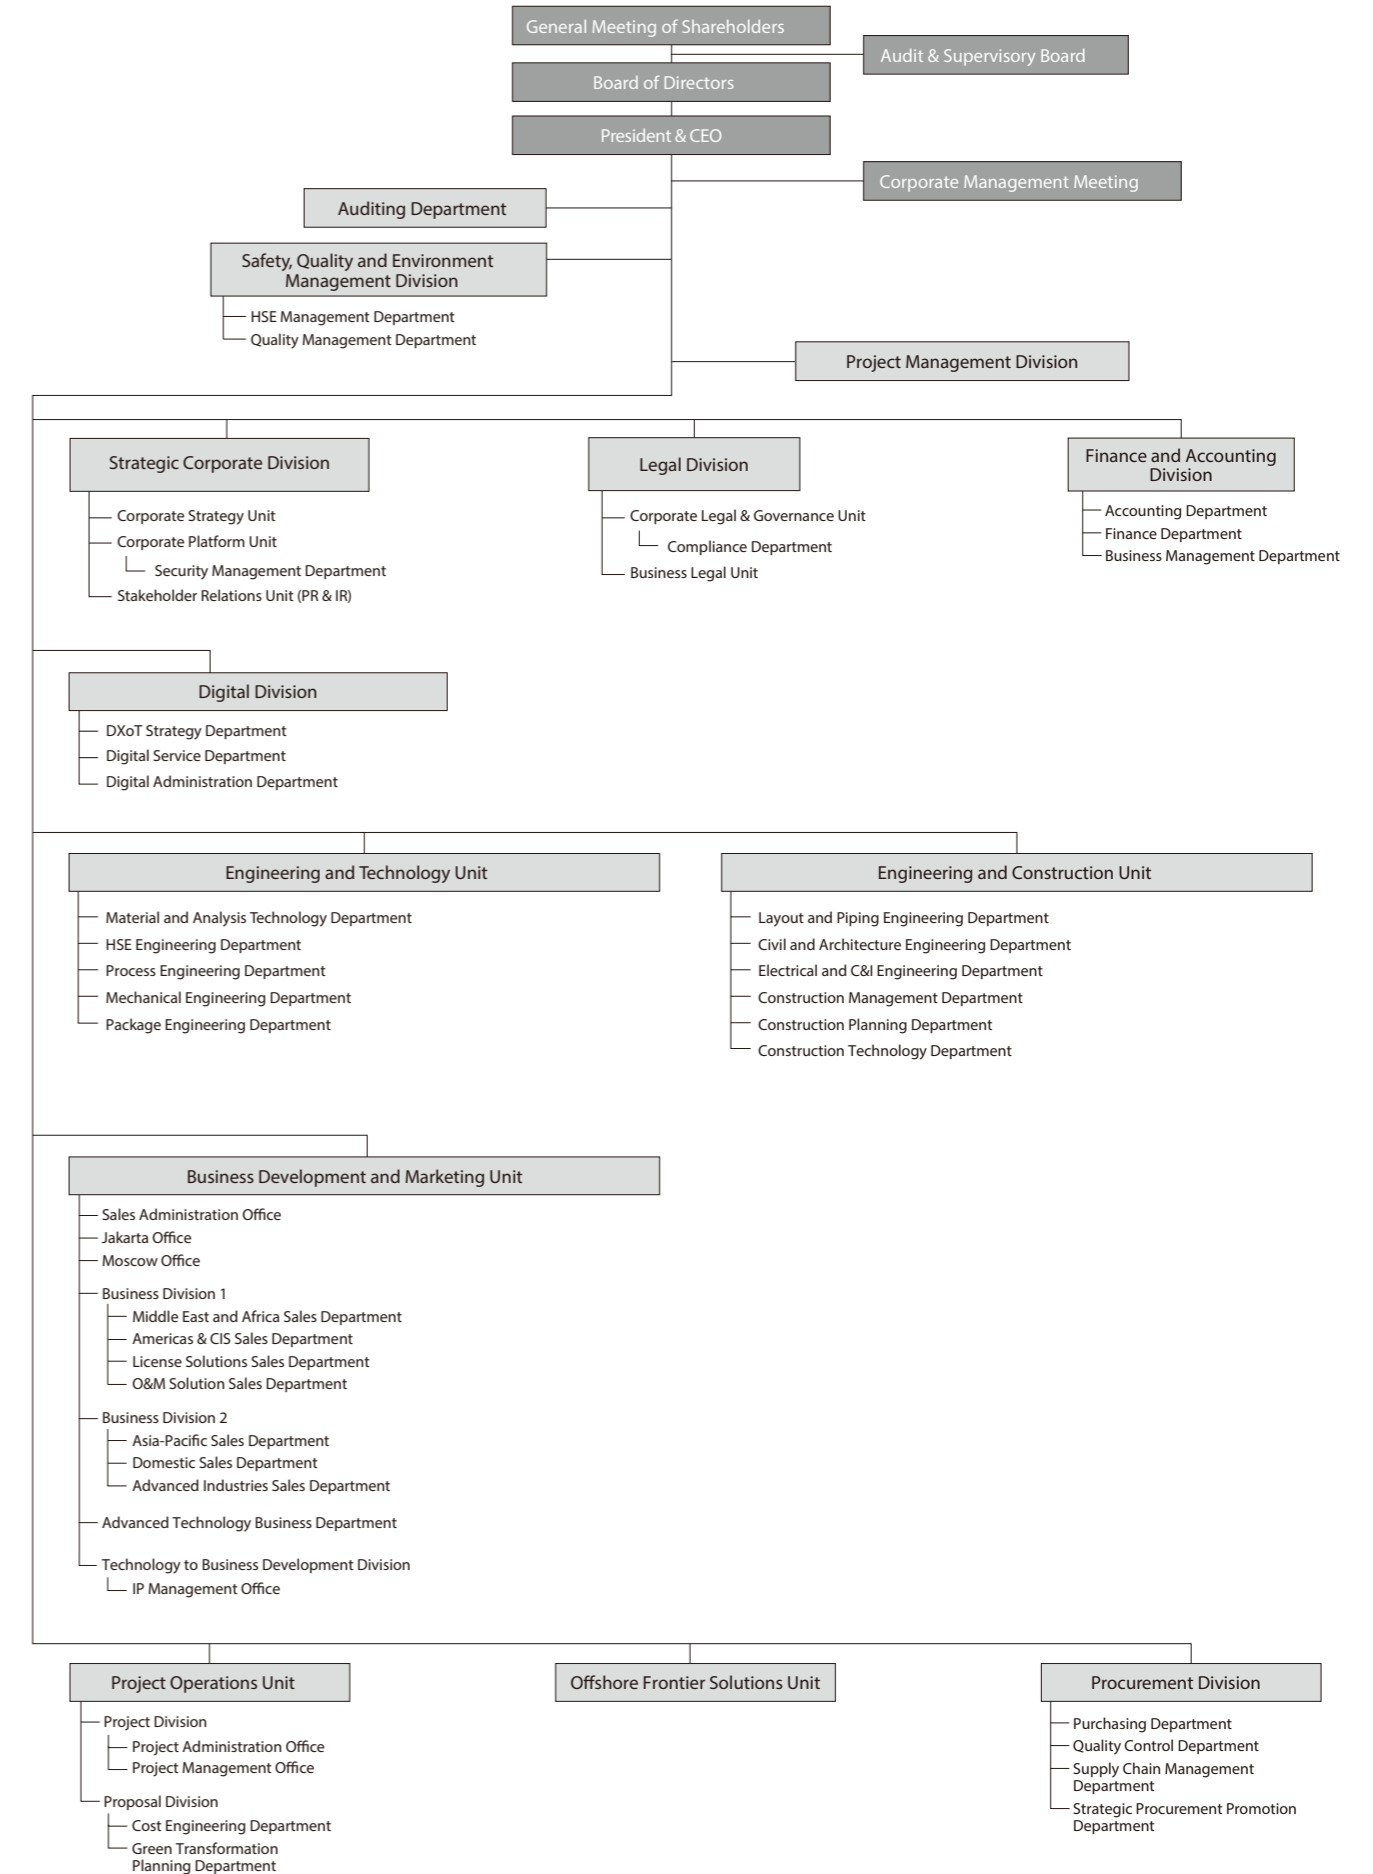 General Meeting of Shareholders
Audit & Supervisory Board
Board of Directors
President & CEO
Corporate Management Meeting
Auditing Department
Safety, Quality and Environment
Management Division
HSE Management Department
Quality Management Department
Project Management Division
Strategic Corporate Division
Corporate Strategy Unit
Corporate Platform Unit
Security Management Department
Stakeholder Relations Unit (PR & IR)
Legal Division
Corporate Legal & Governance Unit
Compliance Department
Business Legal Unit
Finance and Accounting
Division
Accounting Department
Finance Department
Business Management Department
Digital Division
DXoT Strategy Department
Digital Service Department
Digital Administration Department
Engineering and Technology Unit
Material and Analysis Technology Department
HSE Engineering Department
Process Engineering Department
Mechanical Engineering Department
Package Engineering Department
Engineering and Construction Unit
Layout and Piping Engineering Department
Civil and Architecture Engineering Department
Electrical and C&I Engineering Department
Construction Management Department
Construction Planning Department
Construction Technology Department
Business Development and Marketing Unit
Sales Administration Office
Jakarta Office
Moscow Office
Business Division 1
Middle East and Africa Sales Department
Americas & CIS Sales Department
License Solutions Sales Department
O&M Solution Sales Department
Business Division 2
Asia-Pacific Sales Department
Domestic Sales Department
Advanced Industries Sales Department
Advanced Technology Business Department
Technology to Business Development Division
IP Management Office
Project Operations Unit
Project Division
Project Administration Office
Project Management Office
Proposal Division
Cost Engineering Department
Green Transformation
Planning Department
Offshore Frontier Solutions Unit
Procurement Division
Purchasing Department
Quality Control Department
Supply Chain Management
Department
Strategic Procurement Promotion
Department